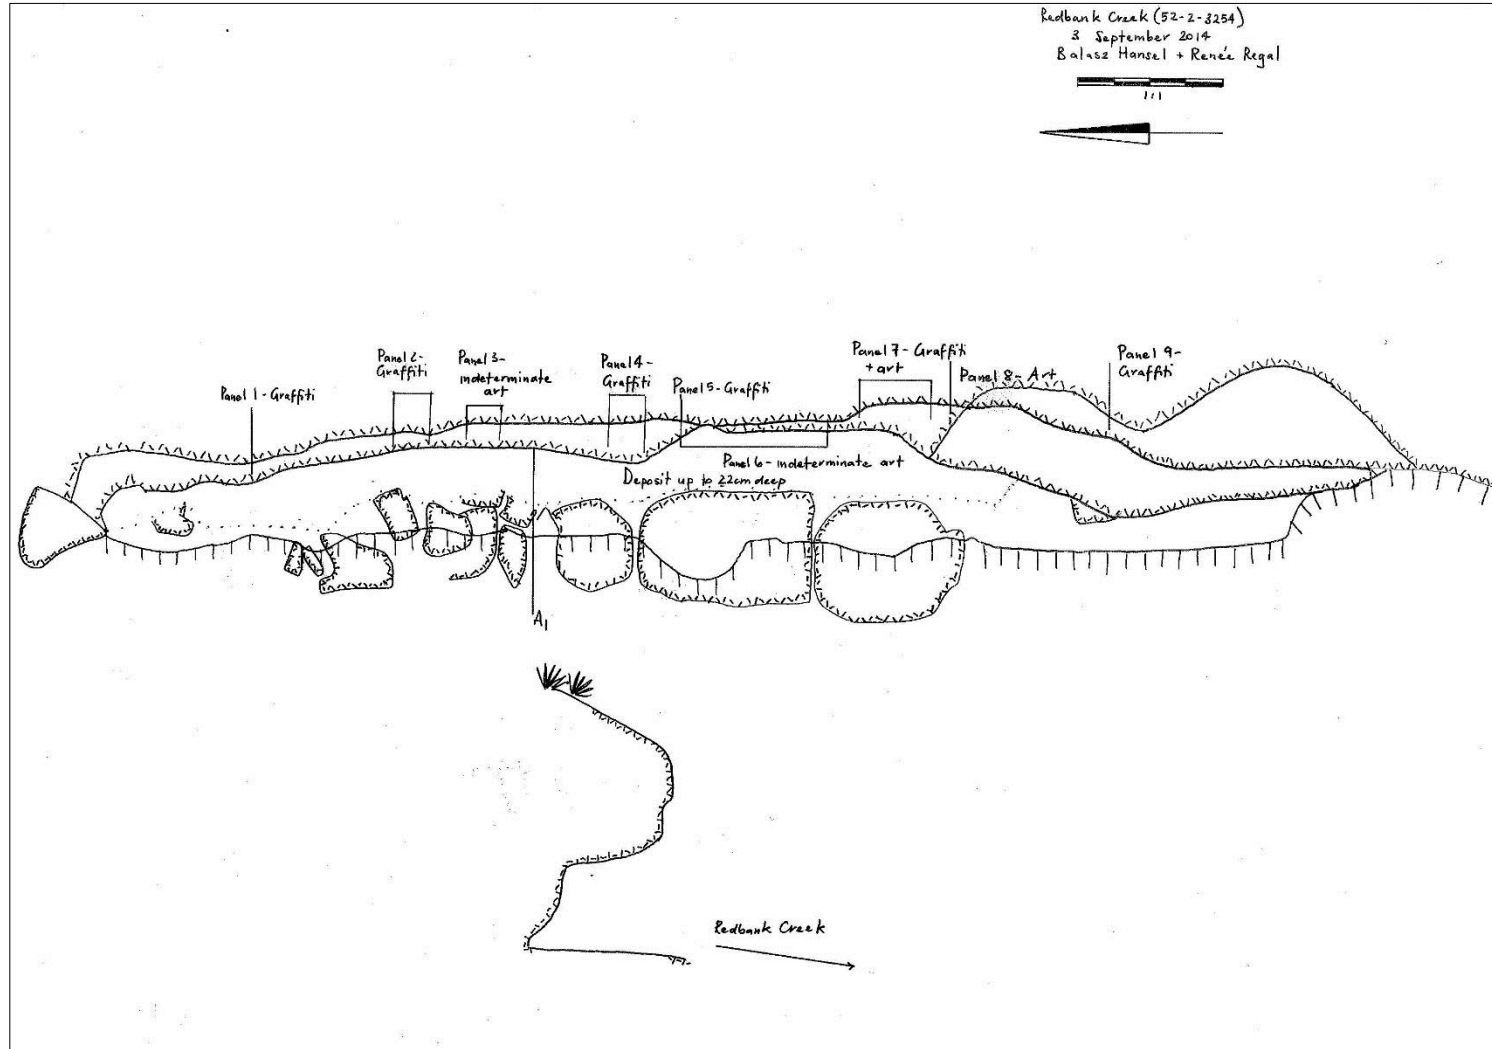 Redbank Creek (52-2-3254)
3 September 2014
Balasz Hansel + Renée Regal
1:1
Panel 1 - Graffiti
Panel 2 -
Graffiti
Panel 3 -
indeterminate
art
Panel 4 -
Graffiti
Panel 5 - Graffiti
Panel 6 - indeterminate art
Deposit up to 22cm deep
Panel 7 - Graffiti
+ art
Panel 8 - Art
Panel 9 -
Graffiti
A1
Redbank Creek